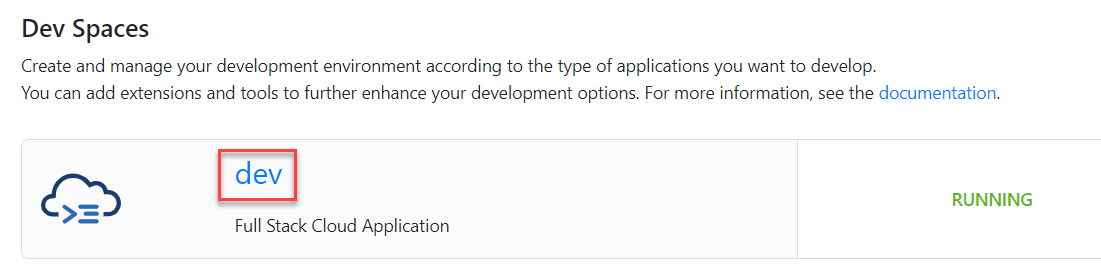 Dev Spaces
Create and manage your development environment according to the type of applications you want to develop.
You can add extensions and tools to further enhance your development options. For more information, see the documentation.
dev
RUNNING
Full Stack Cloud Application